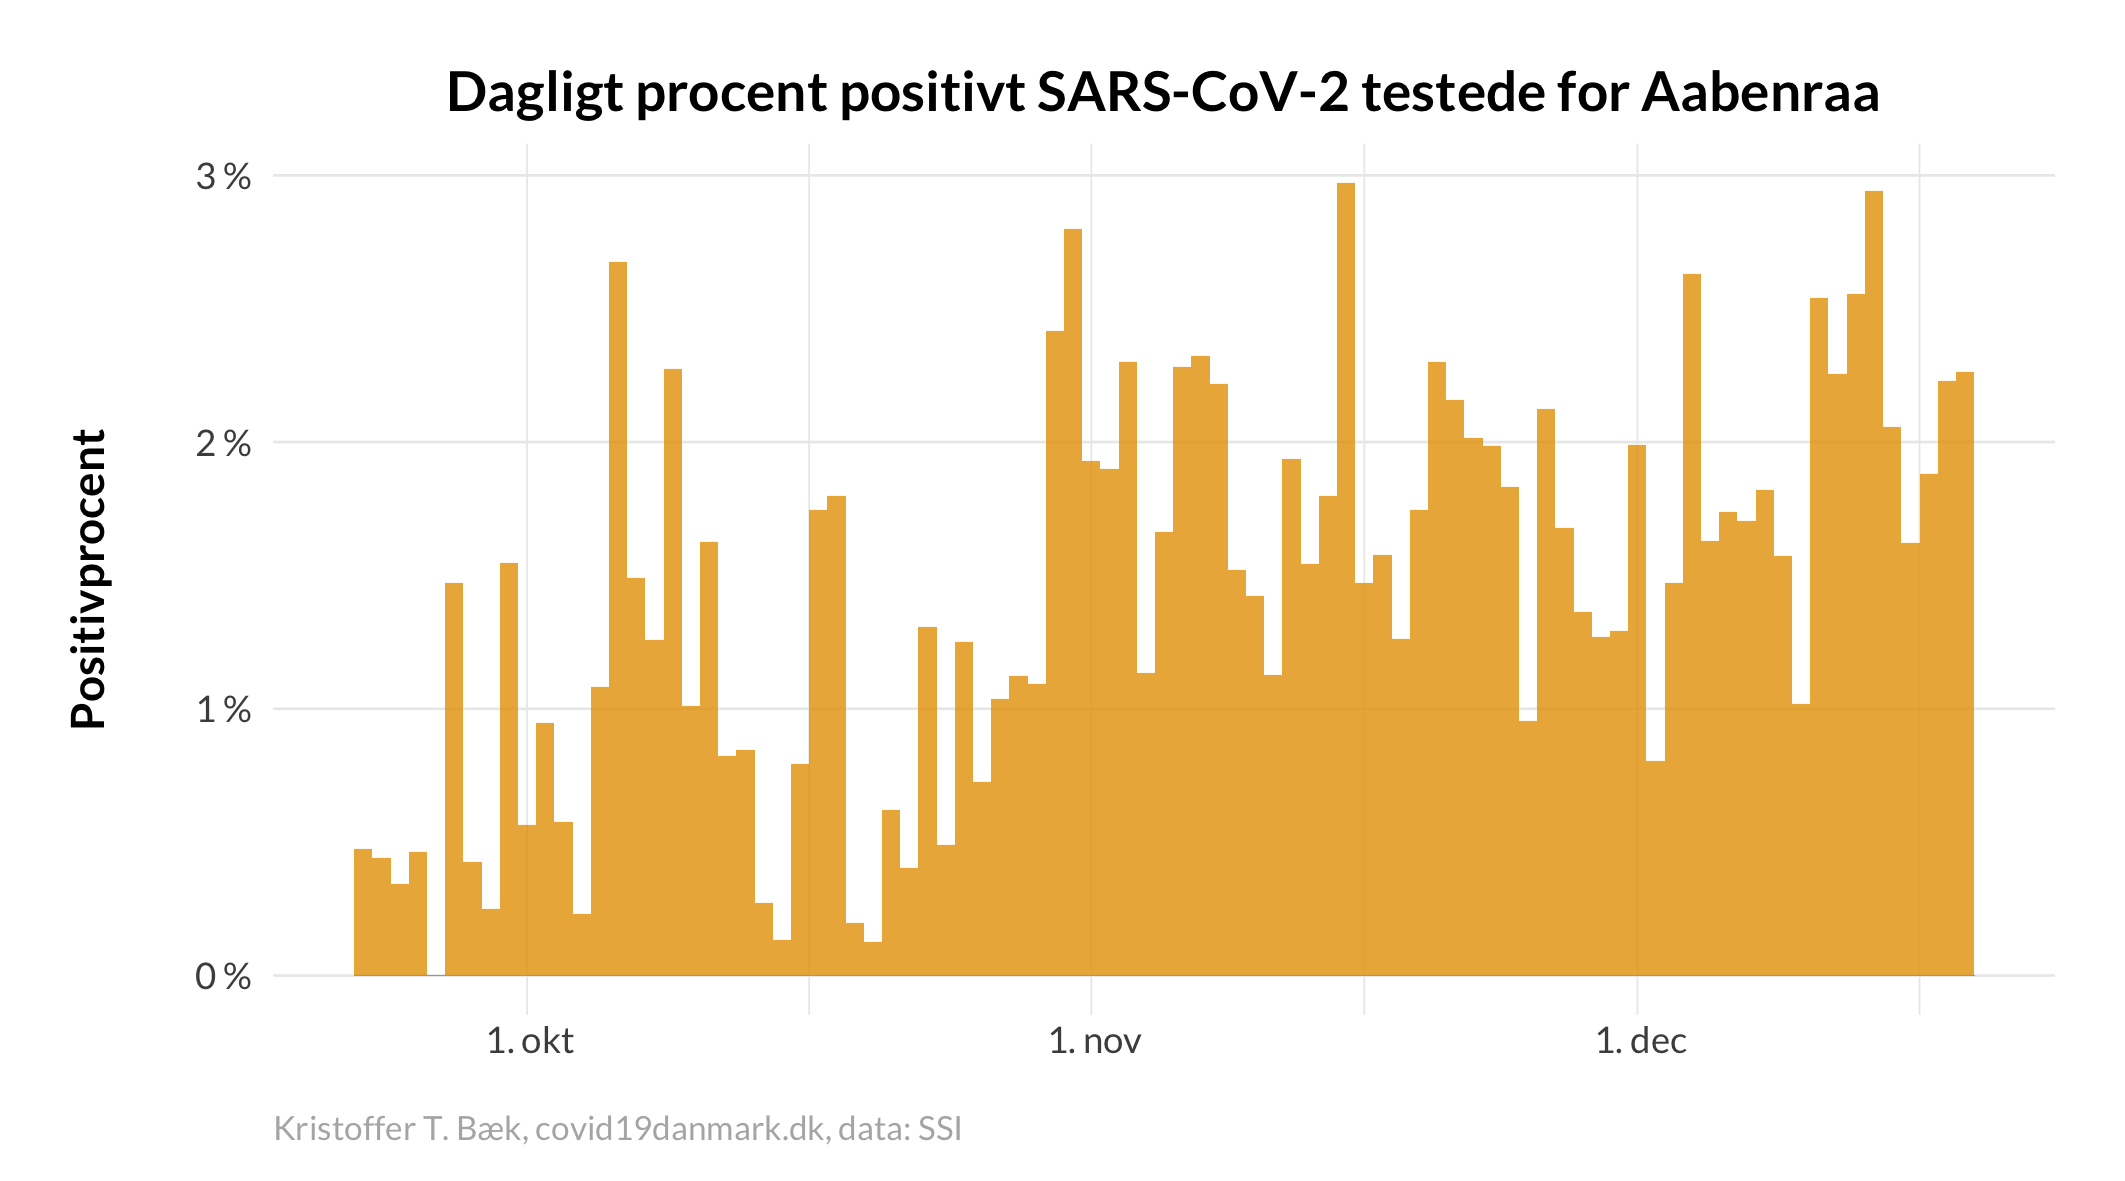 Dagligt procent positivt SARS-CoV-2 testede for Aabenraa
Positivprocent
3 %
2 %
1 %
0 %
1. okt
1. nov
1. dec
Kristoffer T. Bæk, covid19danmark.dk, data: SSI